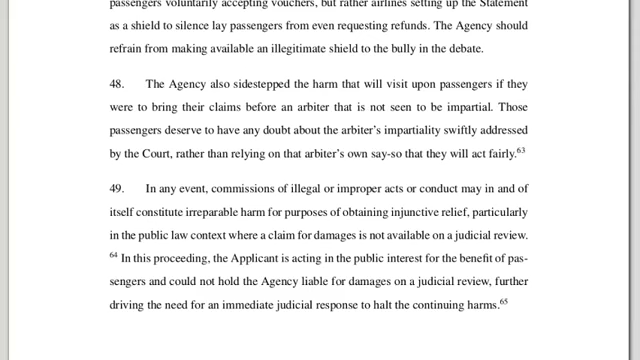 passengers voluntarily accepting vouchers, but rather airlines setting up the Statement
as a shield to silence lay passengers from even requesting refunds. The Agency should
refrain from making available an illegitimate shield to the bully in the debate.
48. The Agency also sidestepped the harm that will visit upon passengers if they
were to bring their claims before an arbiter that is not seen to be impartial. Those
passengers deserve to have any doubt about the arbiter's impartiality swiftly addressed
by the Court, rather than relying on that arbiter's own say-so that they will act fairly.63
49. In any event, commissions of illegal or improper acts or conduct may in and of
itself constitute irreparable harm for purposes of obtaining injunctive relief, particularly
in the public law context where a claim for damages is not available on a judicial review.
64 In this proceeding, the Applicant is acting in the public interest for the benefit of pas-
sengers and could not hold the Agency liable for damages on a judicial review, further
driving the need for an immediate judicial response to halt the continuing harms.65